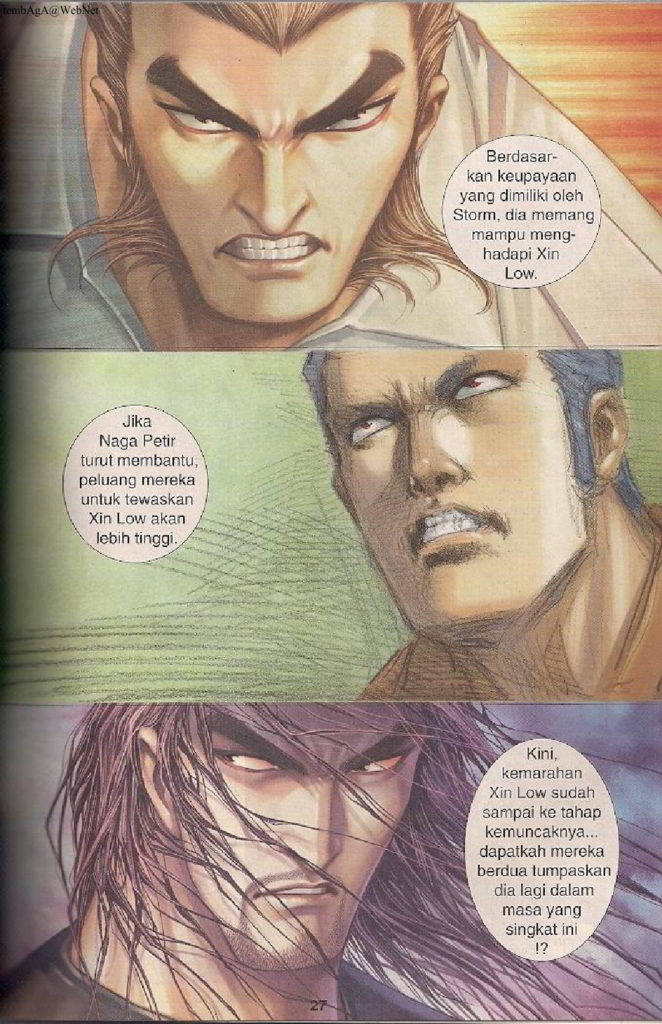 tembAgA@WebNet
Berdasar-
kan keupayaan
yang dimiliki oleh
Storm, dia memang
mampu meng-
hadapi Xin
Low.
Jika
Naga Petir
turut membantu,
peluang mereka
untuk tewaskan
Xin Low akan
lebih tinggi.
Kini,
kemarahan
Xin Low sudah
sampai ke tahap
kemuncaknya...
dapatkah mereka
berdua tumpaskan
dia lagi dalam
masa yang
singkat ini
!?
27